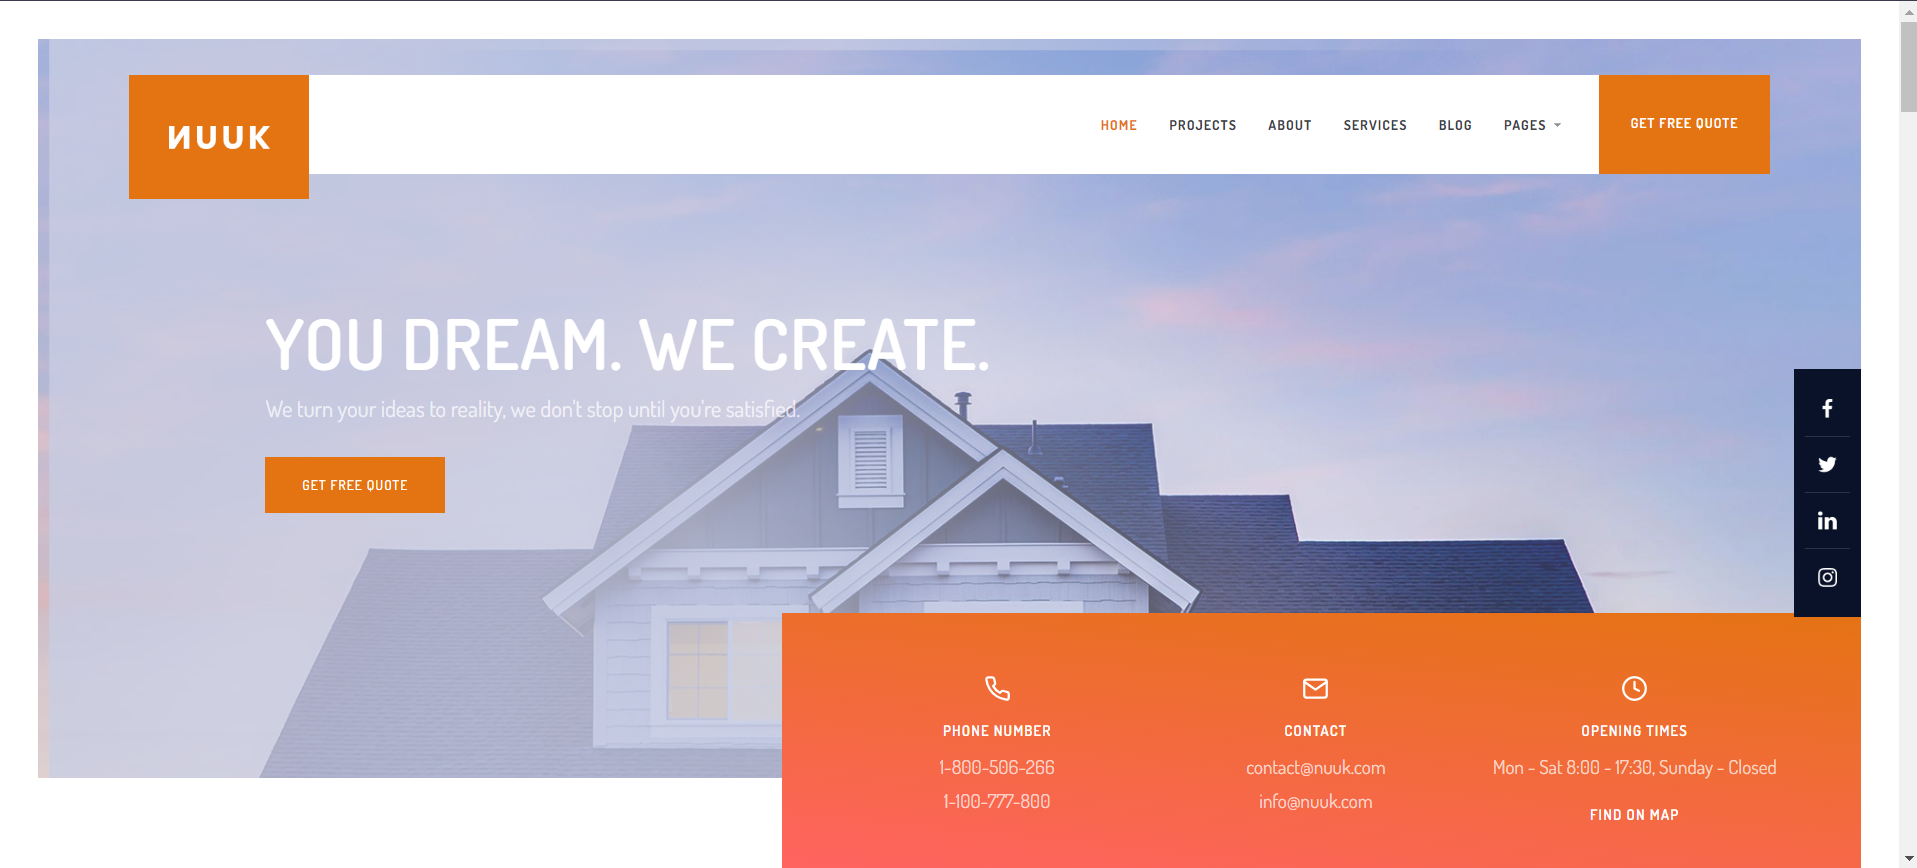 ИUUK
HOME PROJECTS ABOUT SERVICES BLOG PAGES
GET FREE QUOTE
YOU DREAM. WE CREATE.
We turn your ideas to reality, we don't stop until you're satisfied.
GET FREE QUOTE
PHONE NUMBER
1-800-506-266
1-100-777-800
CONTACT
contact@nuuk.com
info@nuuk.com
OPENING TIMES
Mon - Sat 8:00 - 17:30, Sunday - Closed
FIND ON MAP